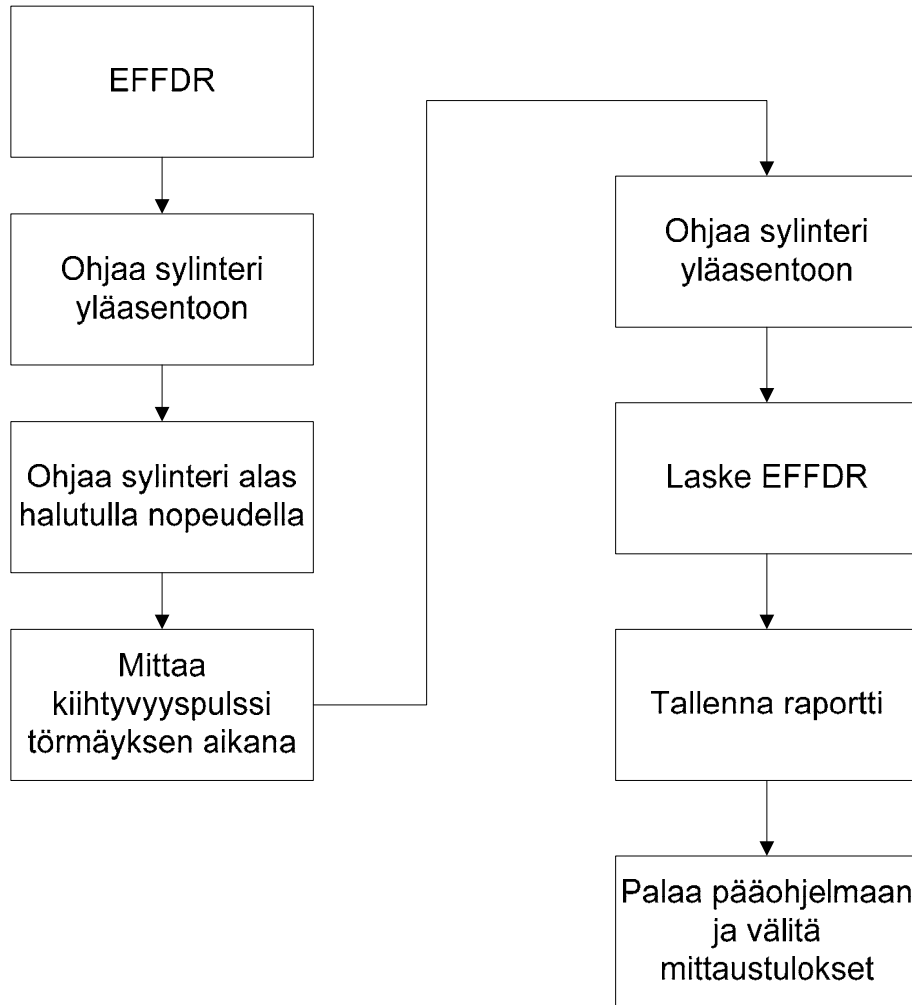 EFFDR
Ohjaa sylinteri
yläasentoon
Ohjaa sylinteri alas
halutulla nopeudella
Mittaa
kiihtyvyyspulssi
törmäyksen aikana
Ohjaa sylinteri
yläasentoon
Laske EFFDR
Tallenna raportti
Palaa pääohjelmaan
ja välitä
mittaustulokset